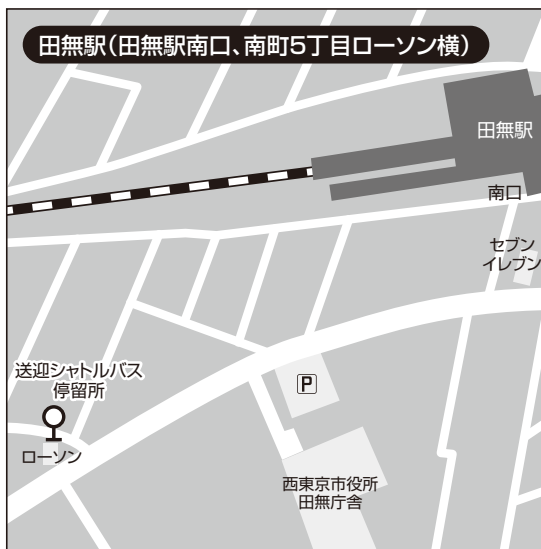 田無駅(田無駅南口、南町5丁目ローソン横)
田無駅
南口
セブン
イレブン
送迎シャトルバス
停留所
P
ローソン
西東京市役所
田無庁舎